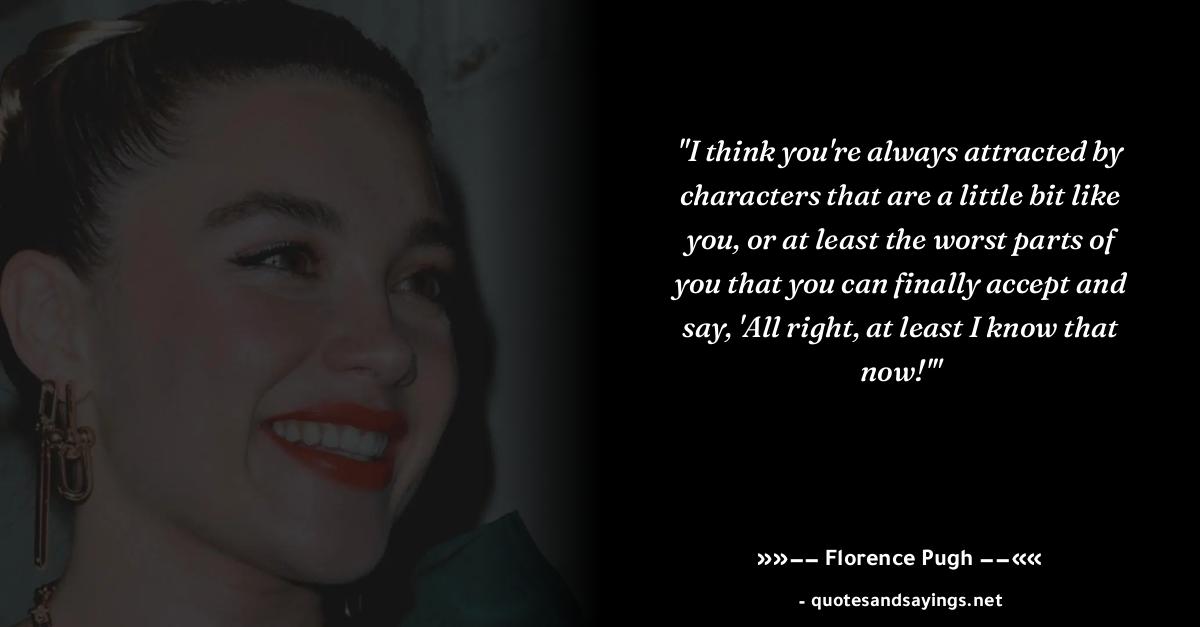 "I think you're always attracted by
characters that are a little bit like
you, or at least the worst parts of
you that you can finally accept and
say, 'All right, at least I know that
now!'"
»»−− Florence Pugh −−««
- quotesandsayings.net